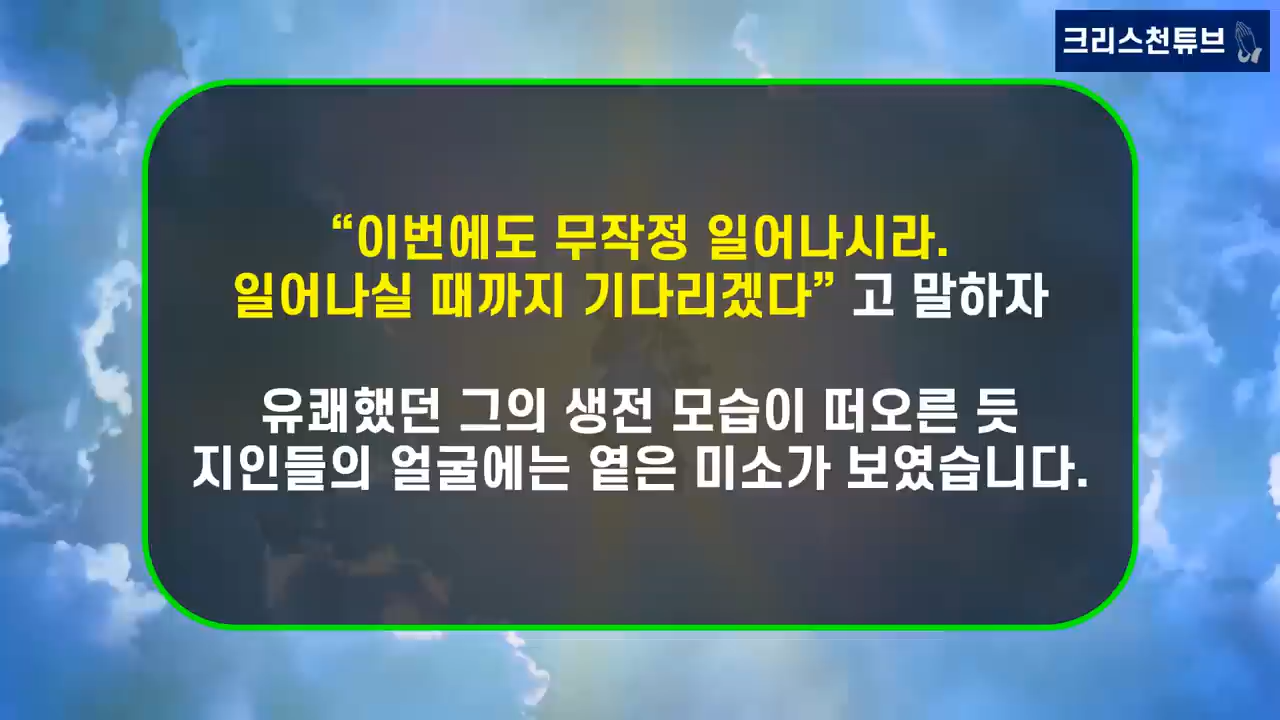 크리스천튜브
“이번에도 무작정 일어나시라.
일어나실 때까지 기다리겠다” 고 말하자
유쾌했던 그의 생전 모습이 떠오른 듯
지인들의 얼굴에는 옅은 미소가 보였습니다.